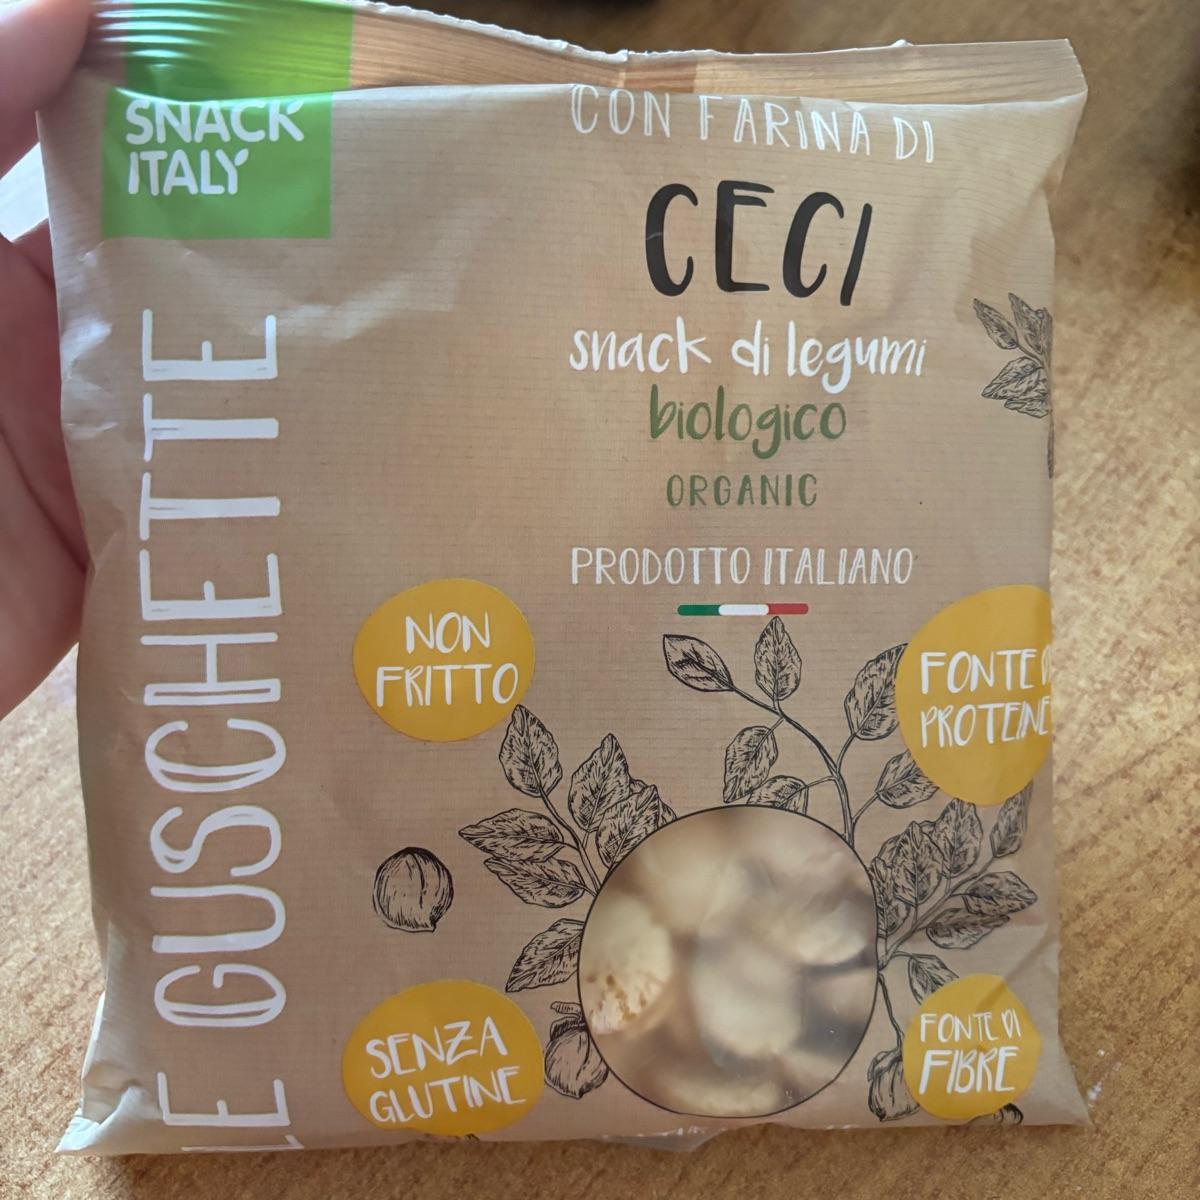 SNACK
ITALY
LE GUSCHETTE
CON FARINA DI
CECI
snack di legumi
biologico
ORGANIC
PRODOTTO ITALIANO
NON
FRITTO
FONTE DI
PROTEINE
SENZA
GLUTINE
FONTE DI
FIBRE